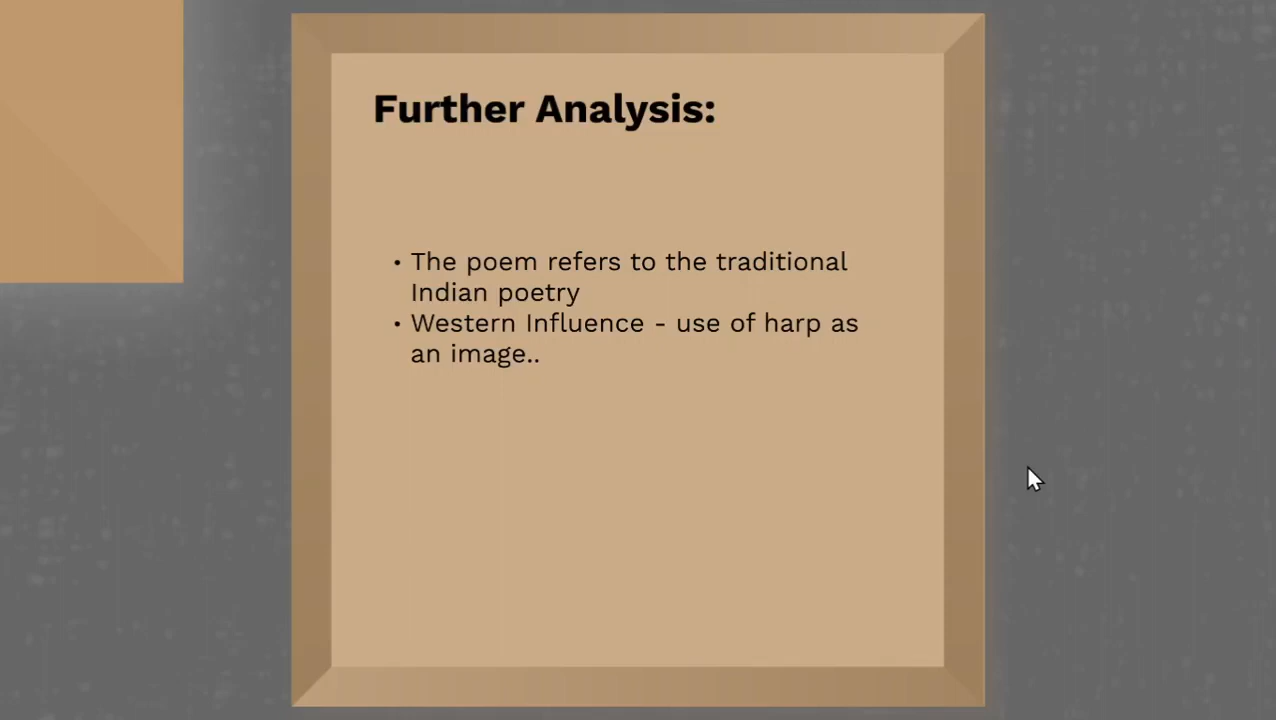 Further Analysis:
• The poem refers to the traditional
Indian poetry
• Western Influence - use of harp as
an image..